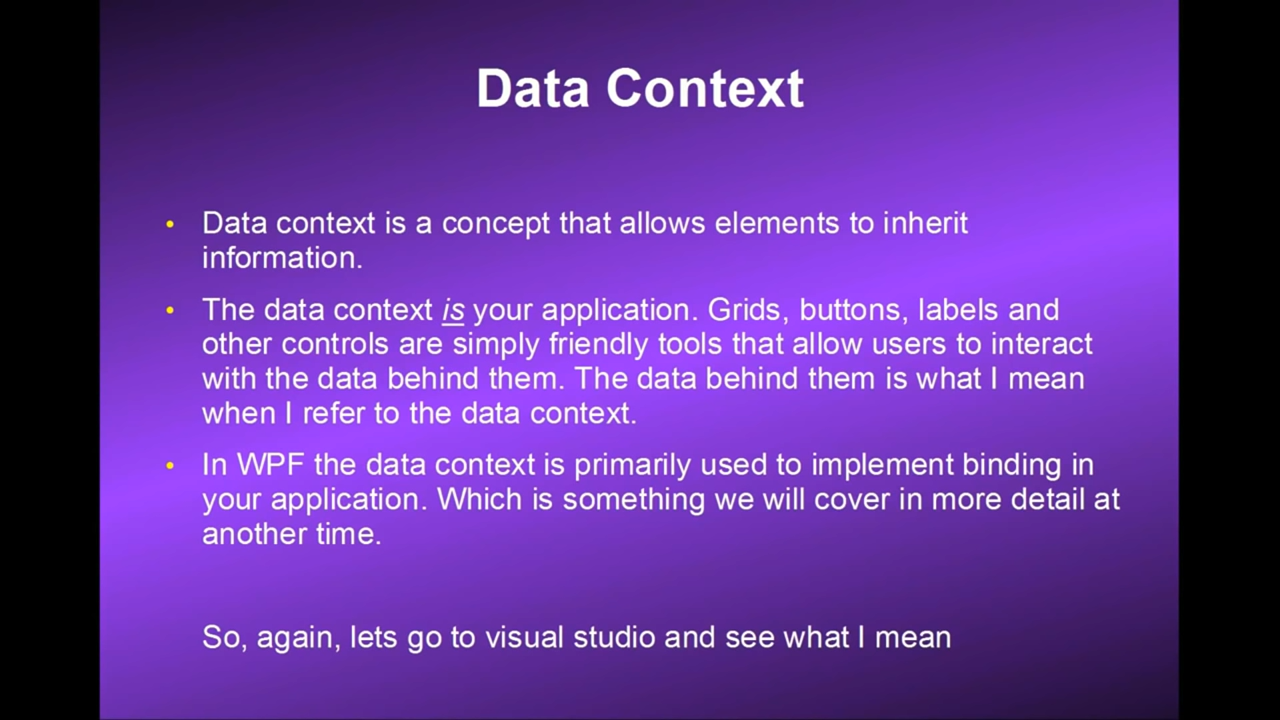 Data Context
• Data context is a concept that allows elements to inherit
information.
• The data context is your application. Grids, buttons, labels and
other controls are simply friendly tools that allow users to interact
with the data behind them. The data behind them is what I mean
when I refer to the data context.
• In WPF the data context is primarily used to implement binding in
your application. Which is something we will cover in more detail at
another time.
So, again, lets go to visual studio and see what I mean